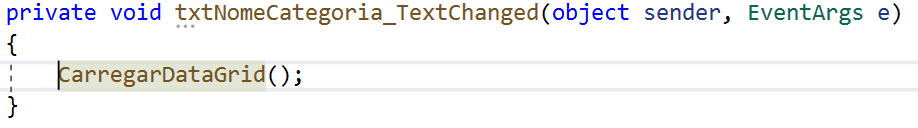 private void txtNomeCategoria_TextChanged(object sender, EventArgs e)
{
    CarregarDataGrid();
}